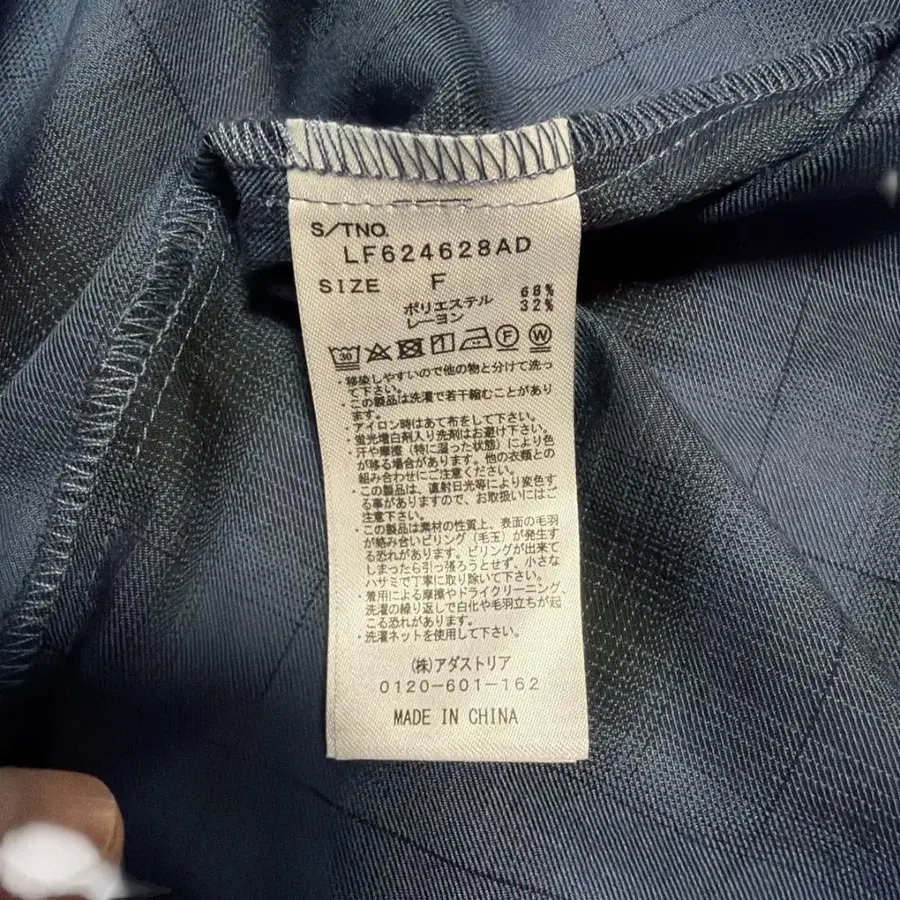 S/TNO.
LF624628AD
SIZE F
ポリエステル 68%
レーヨン 32%
30 F W
・移染しやすいので他の物と分けて洗っ
て下さい。
・この製品は洗濯で若干縮むことがあり
ます。
・アイロン時はあて布をして下さい。
・蛍光増白剤入り洗剤はお避け下さい。
・汗や摩擦（特に湿った状態）により色
が移る場合があります。他の衣類との
組み合わせにご注意ください。
・この製品は、直射日光等により変色す
る事がありますので、お取扱いにはご
注意下さい。
・この製品は素材の性質上、表面の毛羽
が絡み合いピリング（毛玉）が発生す
る恐れがあります。ピリングが出来て
しまったら引っ張ろうとせず、小さな
ハサミで丁寧に取り除いて下さい。
・着用による摩擦やドライクリーニング、
洗濯の繰り返しで白化や毛羽立ちが起
こる恐れがあります。
・洗濯ネットを使用して下さい。
(株)アダストリア
0120-601-162
MADE IN CHINA